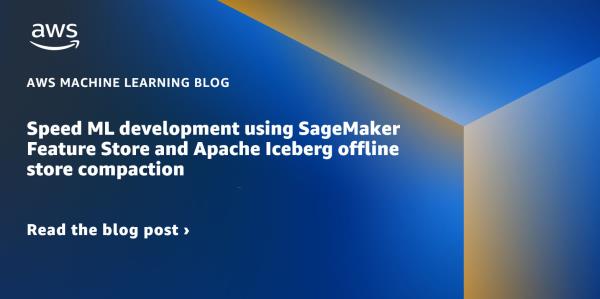 aws
AWS MACHINE LEARNING BLOG
Speed ML development using SageMaker
Feature Store and Apache Iceberg offline
store compaction
Read the blog post ›